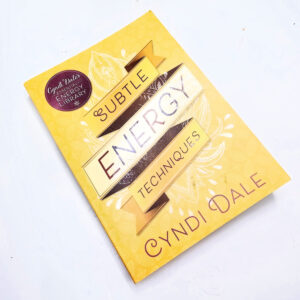 Cyndi Dale's
ENERGY
LIBRARY
SUBTLE
ENERGY
TECHNIQUES
CYNDI DALE